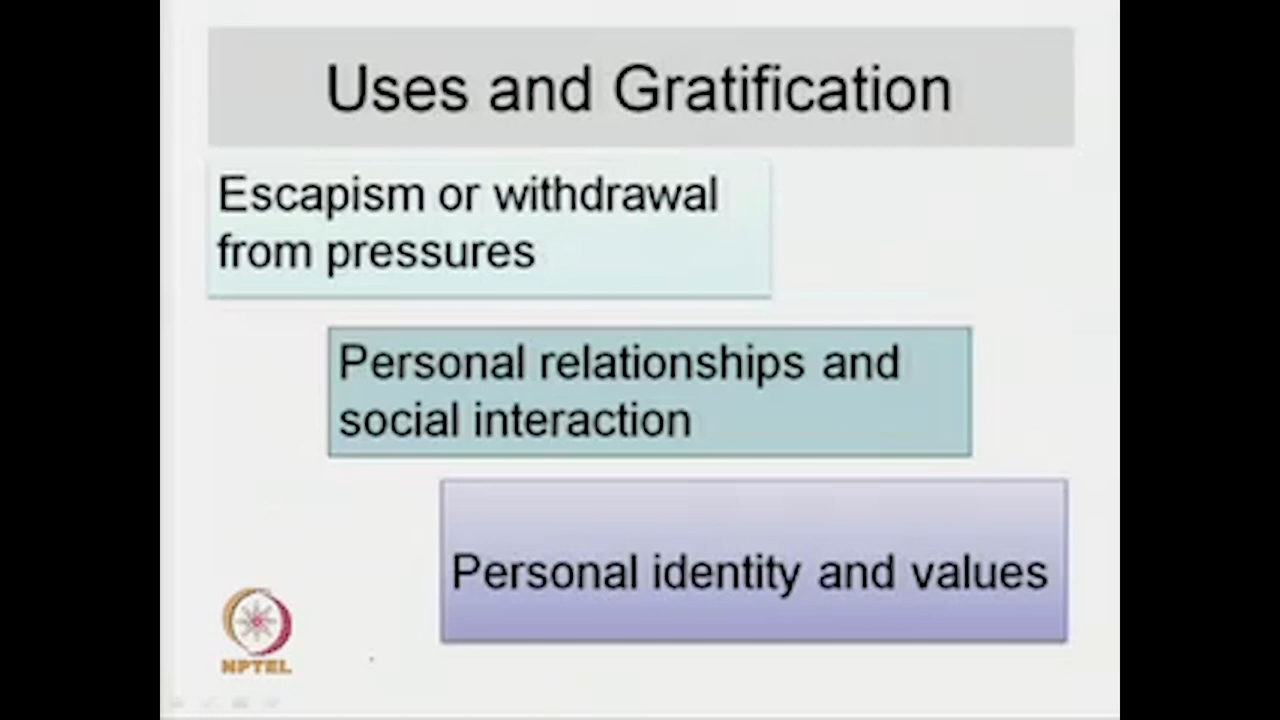 Uses and Gratification
Escapism or withdrawal
from pressures
Personal relationships and
social interaction
Personal identity and values
NPTEL